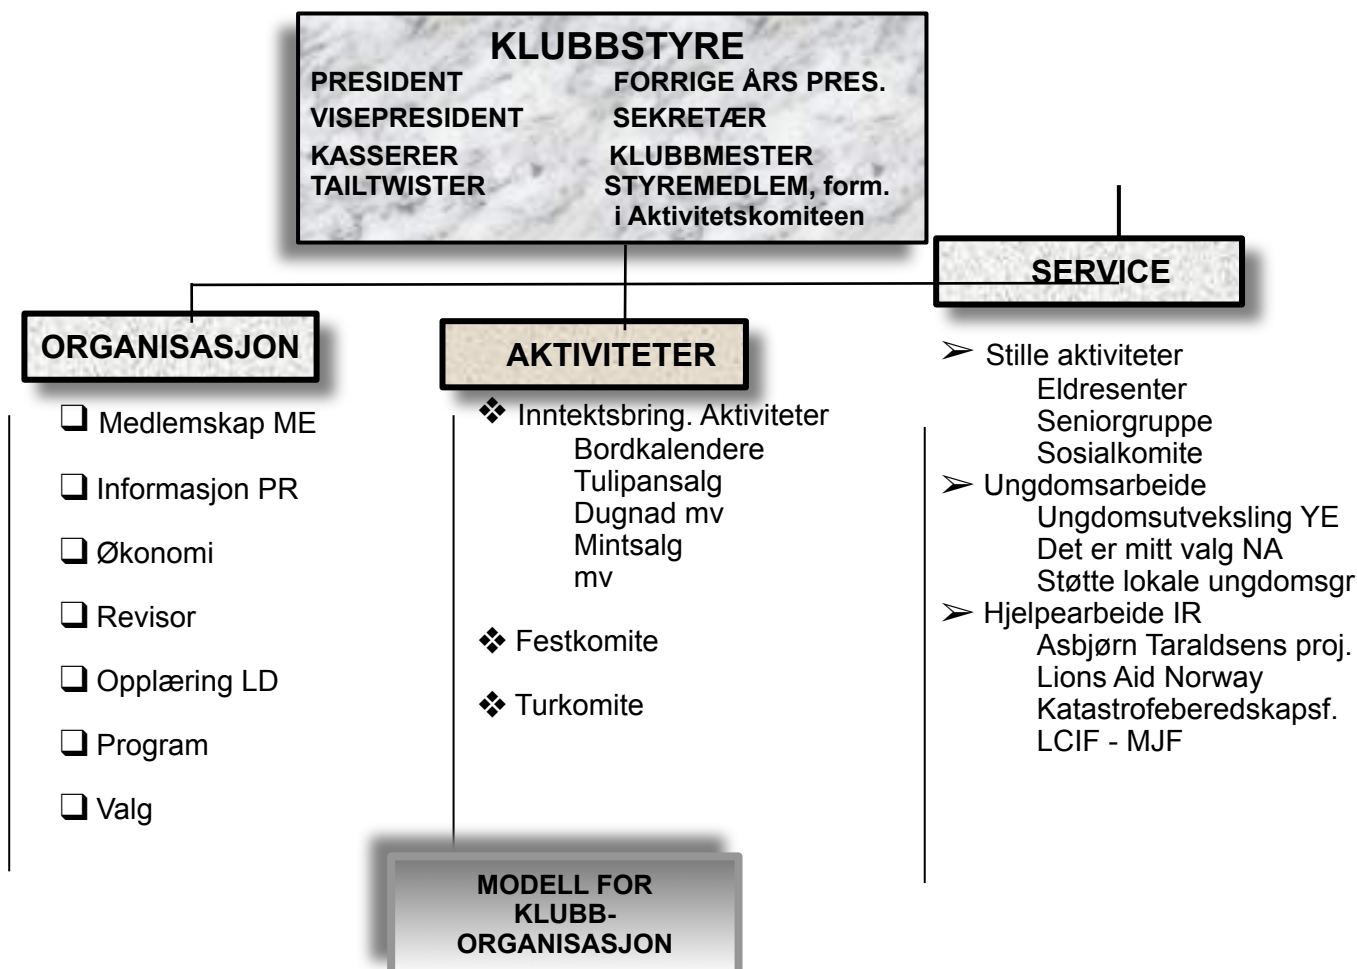 KLUBBSTYRE
PRESIDENT FORRIGE ÅRS PRES.
VISEPRESIDENT SEKRETÆR
KASSERER KLUBBMESTER
TAILTWISTER STYREMEDLEM, form.
i Aktivitetskomiteen
ORGANISASJON
Medlemskap ME
Informasjon PR
Økonomi
Revisor
Opplæring LD
Program
Valg
AKTIVITETER
Inntektsbring. Aktiviteter
Bordkalendere
Tulipansalg
Dugnad mv
Mintsalg
mv
Festkomite
Turkomite
SERVICE
Stille aktiviteter
Eldresenter
Seniorgruppe
Sosialkomite
Ungdomsarbeide
Ungdomsutveksling YE
Det er mitt valg NA
Støtte lokale ungdomsgr
Hjelpearbeide IR
Asbjørn Taraldsens proj.
Lions Aid Norway
Katastrofeberedskapsf.
LCIF - MJF
MODELL FOR
KLUBB-
ORGANISASJON